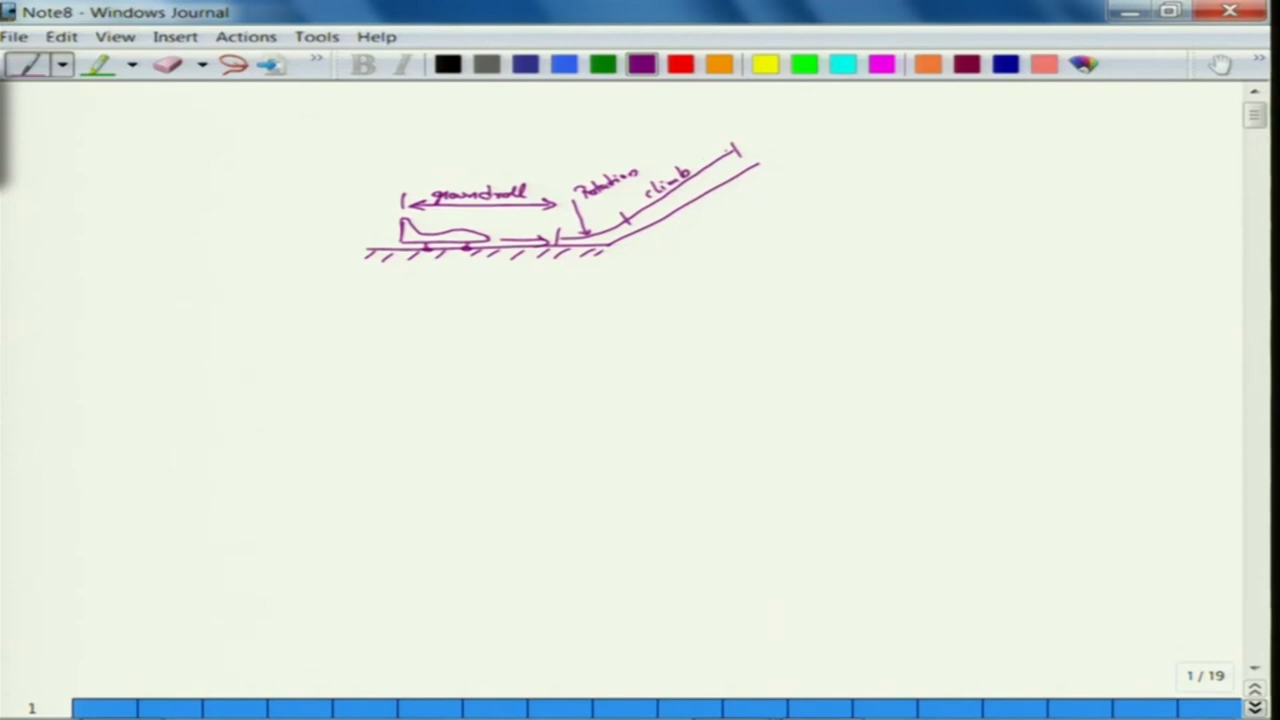 Note8 - Windows Journal
File Edit View Insert Actions Tools Help
B I
groundroll
Rotation
climb
1 / 19
1